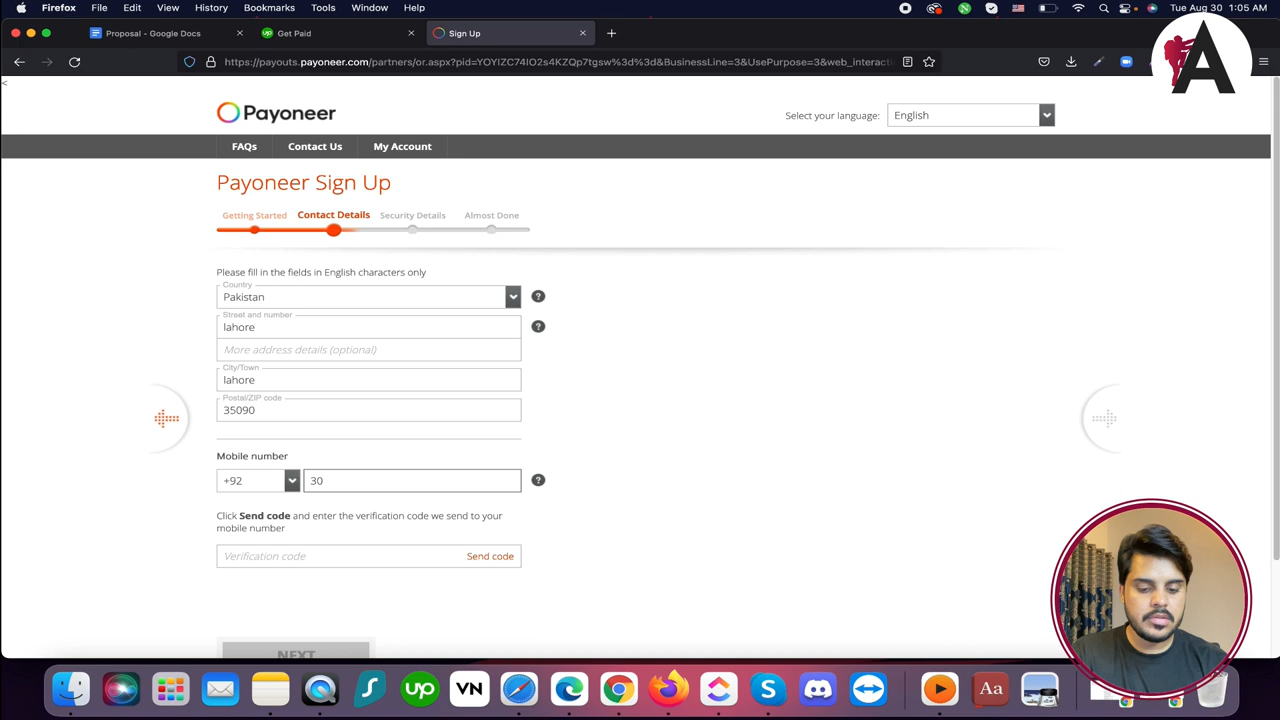 Firefox File Edit View History Bookmarks Tools Window Help
Tue Aug 30 1:05 AM
Proposal — Google Docs
Get Paid
Sign Up
https://payouts.payoneer.com/partners/or.aspx?pid=YOYIZC74IO2s4KZQp7tgsw%3d%3d&BusinessLine=3&UsePurpose=3&web_interacti
A
<
Payoneer
Select your language: English
FAQs Contact Us My Account
Payoneer Sign Up
Getting Started Contact Details Security Details Almost Done
Please fill in the fields in English characters only
Country
Pakistan
?
Street and number
lahore
?
More address details (optional)
City/Town
lahore
Postal/ZIP code
35090
Mobile number
+92 30
?
Click Send code and enter the verification code we send to your
mobile number
Verification code Send code
NEXT
up VN S Aa